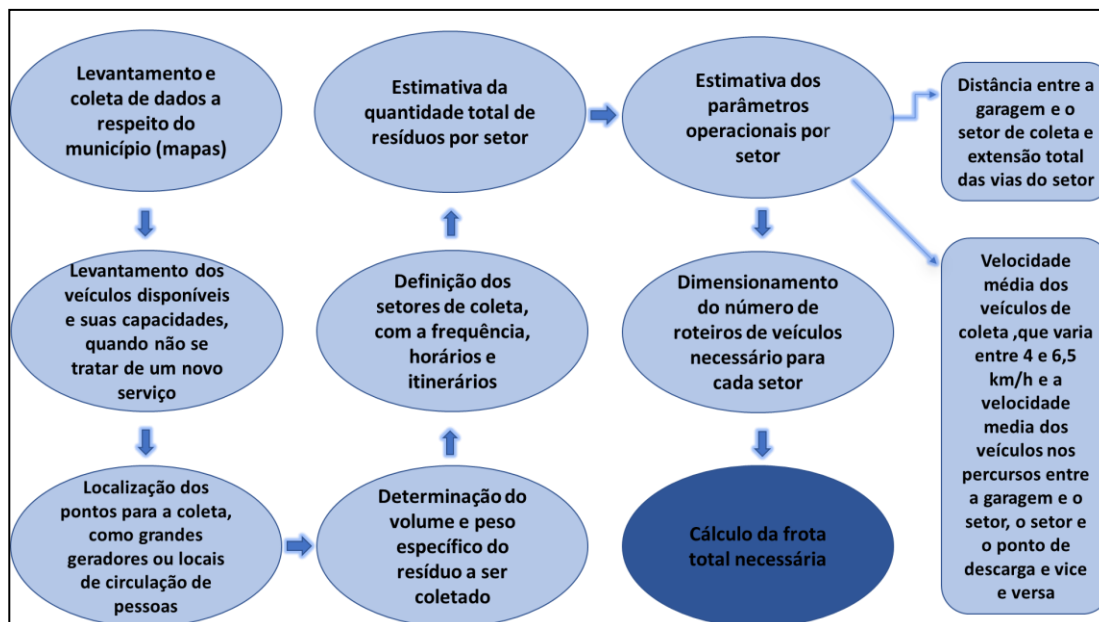 Levantamento e
coleta de dados a
respeito do
município (mapas)
Levantamento dos
veículos disponíveis
e suas capacidades,
quando não se
tratar de um novo
serviço
Localização dos
pontos para a coleta,
como grandes
geradores ou locais
de circulação de
pessoas
Determinação do
volume e peso
específico do
resíduo a ser
coletado
Definição dos
setores de coleta,
com a frequência,
horários e
itinerários
Estimativa da
quantidade total de
resíduos por setor
Estimativa dos
parâmetros
operacionais por
setor
Distância entre a
garagem e o
setor de coleta e
extensão total
das vias do setor
Velocidade
média dos
veículos de
coleta ,que varia
entre 4 e 6,5
km/h e a
velocidade
media dos
veículos nos
percursos entre
a garagem e o
setor, o setor e
o ponto de
descarga e vice
e versa
Dimensionamento
do número de
roteiros de veículos
necessário para
cada setor
Cálculo da frota
total necessária